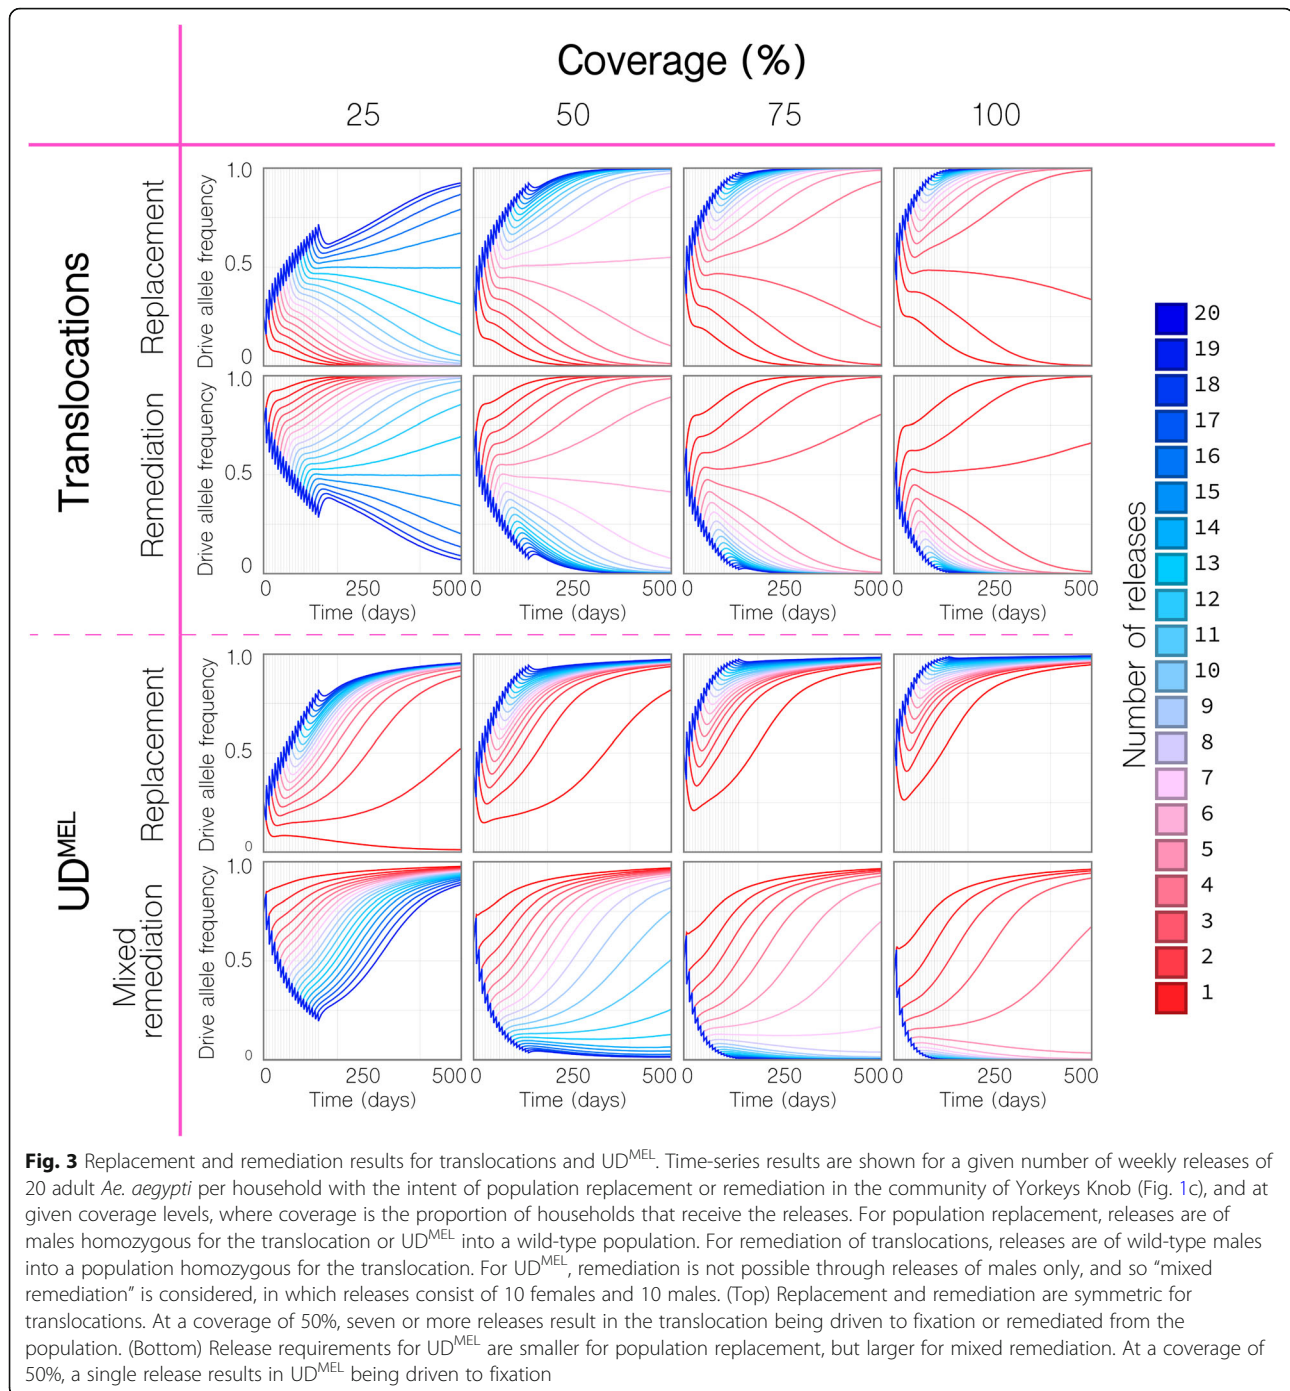 Coverage (%)
25 50 75 100
Translocations
Replacement
Drive allele frequency
1.0
0.5
0
Remediation
Drive allele frequency
1.0
0.5
0
0 250 500 0 250 500 0 250 500 0 250 500
Time (days) Time (days) Time (days) Time (days)
UD^MEL
Replacement
Drive allele frequency
1.0
0.5
0
Mixed
remediation
Drive allele frequency
1.0
0.5
0
0 250 500 0 250 500 0 250 500 0 250 500
Time (days) Time (days) Time (days) Time (days)
Number of releases
20
19
18
17
16
15
14
13
12
11
10
9
8
7
6
5
4
3
2
1
Fig. 3 Replacement and remediation results for translocations and UD^MEL. Time-series results are shown for a given number of weekly releases of
20 adult Ae. aegypti per household with the intent of population replacement or remediation in the community of Yorkeys Knob (Fig. 1c), and at
given coverage levels, where coverage is the proportion of households that receive the releases. For population replacement, releases are of
males homozygous for the translocation or UD^MEL into a wild-type population. For remediation of translocations, releases are of wild-type males
into a population homozygous for the translocation. For UD^MEL, remediation is not possible through releases of males only, and so “mixed
remediation” is considered, in which releases consist of 10 females and 10 males. (Top) Replacement and remediation are symmetric for
translocations. At a coverage of 50%, seven or more releases result in the translocation being driven to fixation or remediated from the
population. (Bottom) Release requirements for UD^MEL are smaller for population replacement, but larger for mixed remediation. At a coverage of
50%, a single release results in UD^MEL being driven to fixation